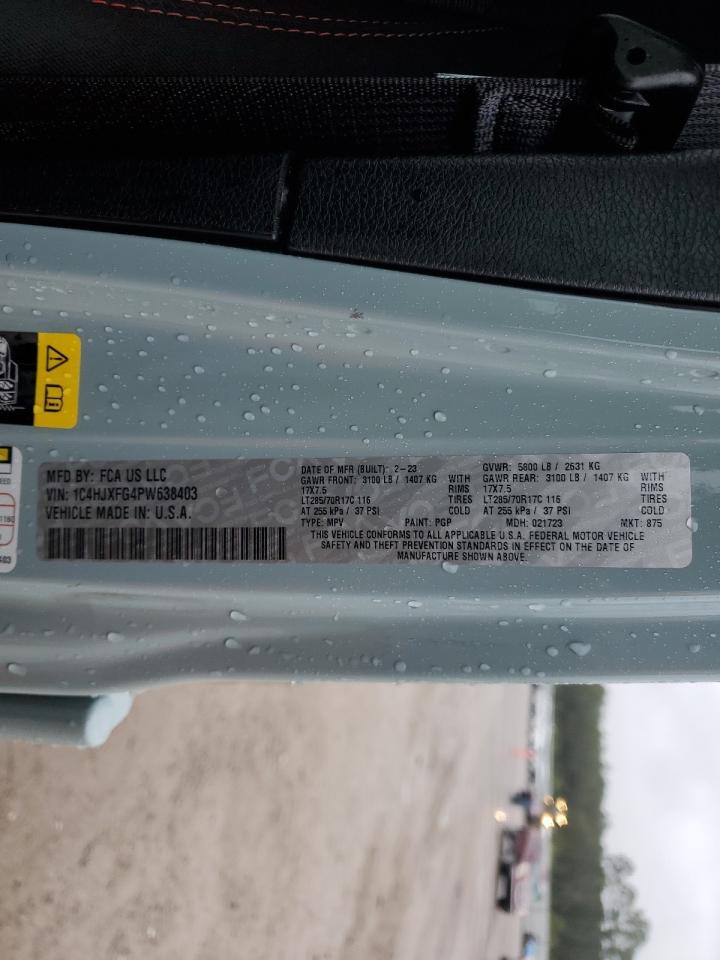 MFD BY: FCA US LLC
VIN: 1C4HJXFG4PW638403
VEHICLE MADE IN: U.S.A.
DATE OF MFR (BUILT): 2-23 GVWR: 5800 LB / 2631 KG
GAWR FRONT: 3100 LB / 1407 KG WITH GAWR REAR: 3100 LB / 1407 KG WITH
17X7.5 RIMS 17X7.5 RIMS
LT285/70R17C 116 TIRES LT285/70R17C 116 TIRES
AT 255 kPa / 37 PSI COLD AT 255 kPa / 37 PSI COLD
TYPE: MPV PAINT: PGP MDH: 021723 MKT: 875
THIS VEHICLE CONFORMS TO ALL APPLICABLE U.S.A. FEDERAL MOTOR VEHICLE
SAFETY AND THEFT PREVENTION STANDARDS IN EFFECT ON THE DATE OF
MANUFACTURE SHOWN ABOVE.